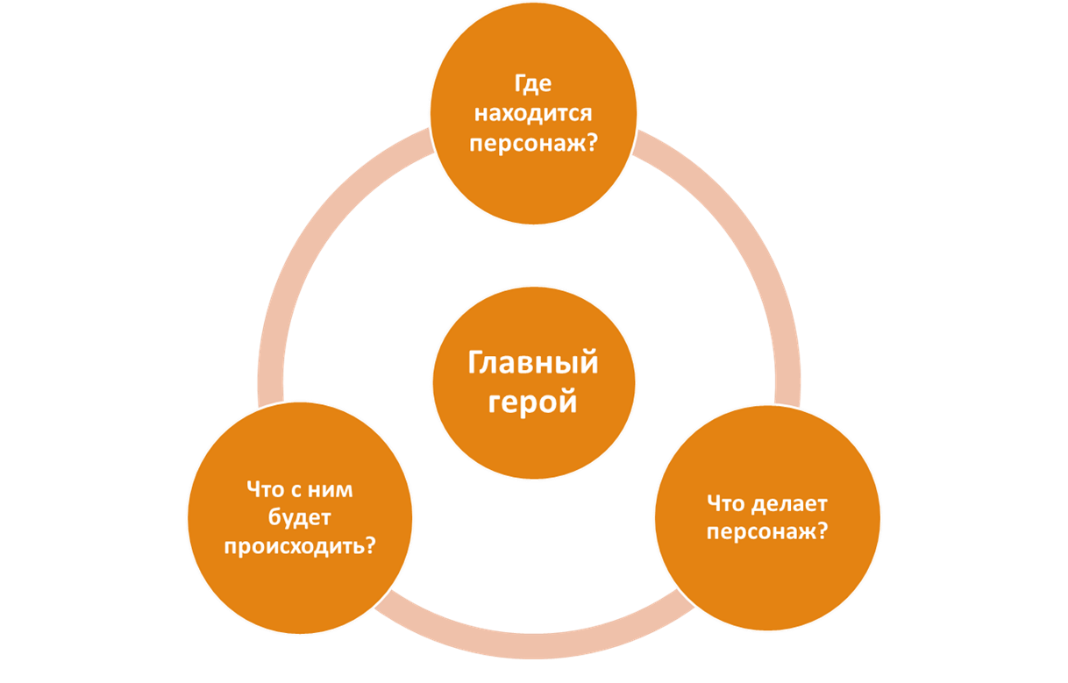 Где
находится
персонаж?
Главный
герой
Что с ним
будет
происходить?
Что делает
персонаж?